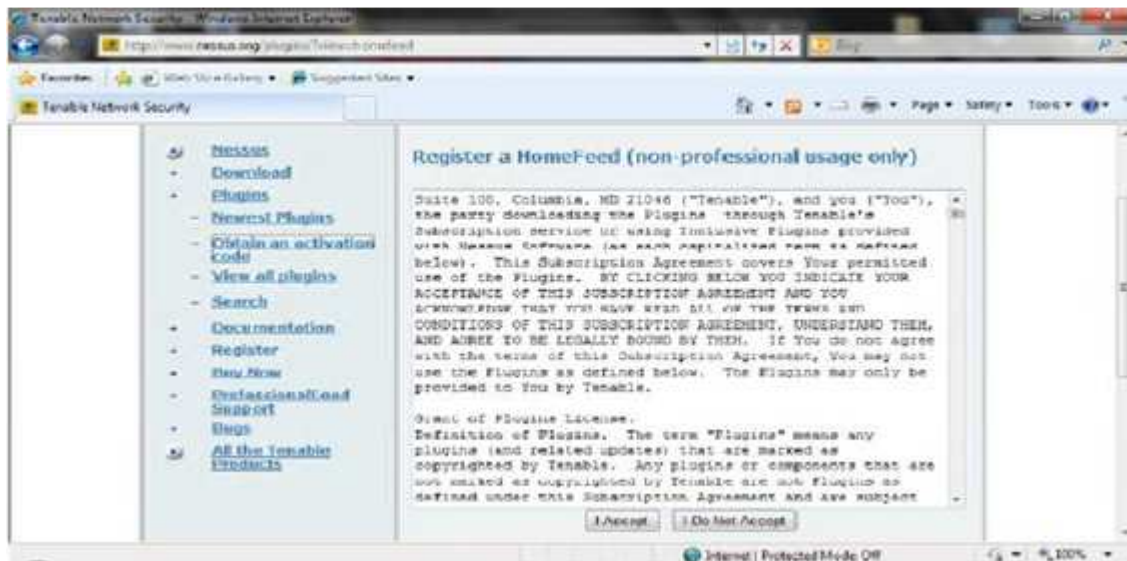 Tenable Network Security - Windows Internet Explorer
Favorites Web Slice Gallery Suggested Sites
Tenable Network Security
Page Safety Tools
Nessus
Download
Plugins
Newest Plugins
Obtain an activation code
View all plugins
Search
Documentation
Register
Buy Now
ProfessionalFeed Support
Bugs
All the Tenable Products
Register a HomeFeed (non-professional usage only)
Suite 100, Columbia, MD 21046 ("Tenable"), and you ("You"),
the party downloading the Plugins through Tenable's
Subscription service or using Inclusive Plugins provided
with Nessus Software (as each capitalized term is defined
below). This Subscription Agreement covers Your permitted
use of the Plugins. BY CLICKING BELOW YOU INDICATE YOUR
ACCEPTANCE OF THIS SUBSCRIPTION AGREEMENT AND YOU
ACKNOWLEDGE THAT YOU HAVE READ ALL OF THE TERMS AND
CONDITIONS OF THIS SUBSCRIPTION AGREEMENT, UNDERSTAND THEM,
AND AGREE TO BE LEGALLY BOUND BY THEM. If You do not agree
with the terms of this Subscription Agreement, You may not
use the Plugins as defined below. The Plugins may only be
provided to You by Tenable.
Grant of Plugins License.
Definition of Plugins. The term "Plugins" means any
plugins (and related updates) that are marked as
copyrighted by Tenable. Any plugins or components that are
not marked as copyrighted by Tenable are not Plugins as
defined under this Subscription Agreement and are subject
I Accept I Do Not Accept
Internet | Protected Mode: Off 100%